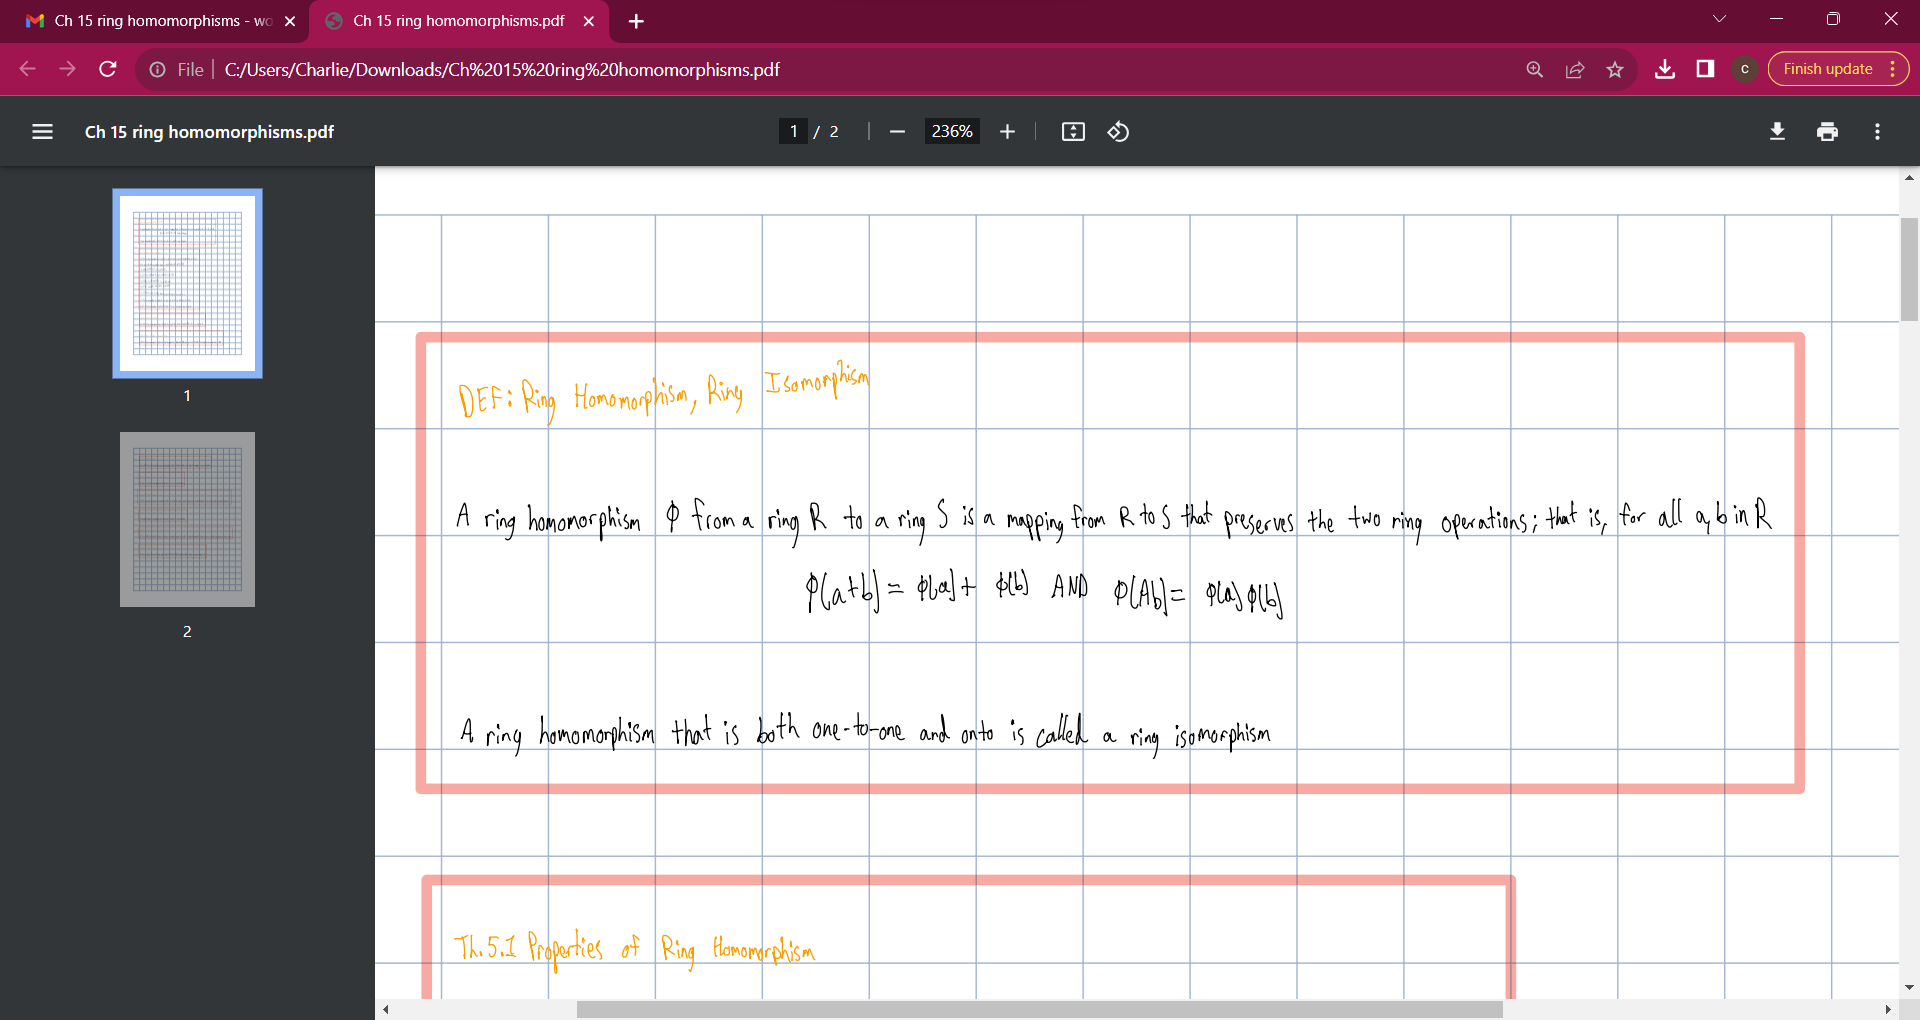 Ch 15 ring homomorphisms - wo
Ch 15 ring homomorphisms.pdf
File
C:/Users/Charlie/Downloads/Ch%2015%20ring%20homomorphisms.pdf
c
Finish update
Ch 15 ring homomorphisms.pdf
1 / 2
236%
1
2
DEF: Ring Homomorphism, Ring Isomorphism
A ring homomorphism ϕ from a ring R to a ring S is a mapping from R to S that preserves the two ring operations; that is, for all a, b in R
ϕ(a+b) = ϕ(a) + ϕ(b) AND ϕ(Ab) = ϕ(a) ϕ(b)
A ring homomorphism that is both one-to-one and onto is called a ring isomorphism
Th. 5.1 Properties of Ring Homomorphism